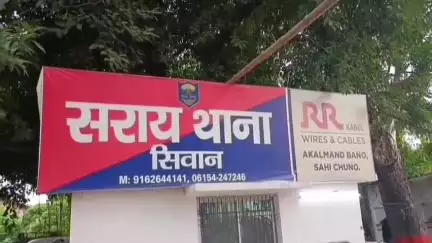 सराय थाना
सिवान
M: 9162644141, 06154-247246
RR KABEL
WIRES & CABLES
AKALMAND BANO,
SAHI CHUNO.